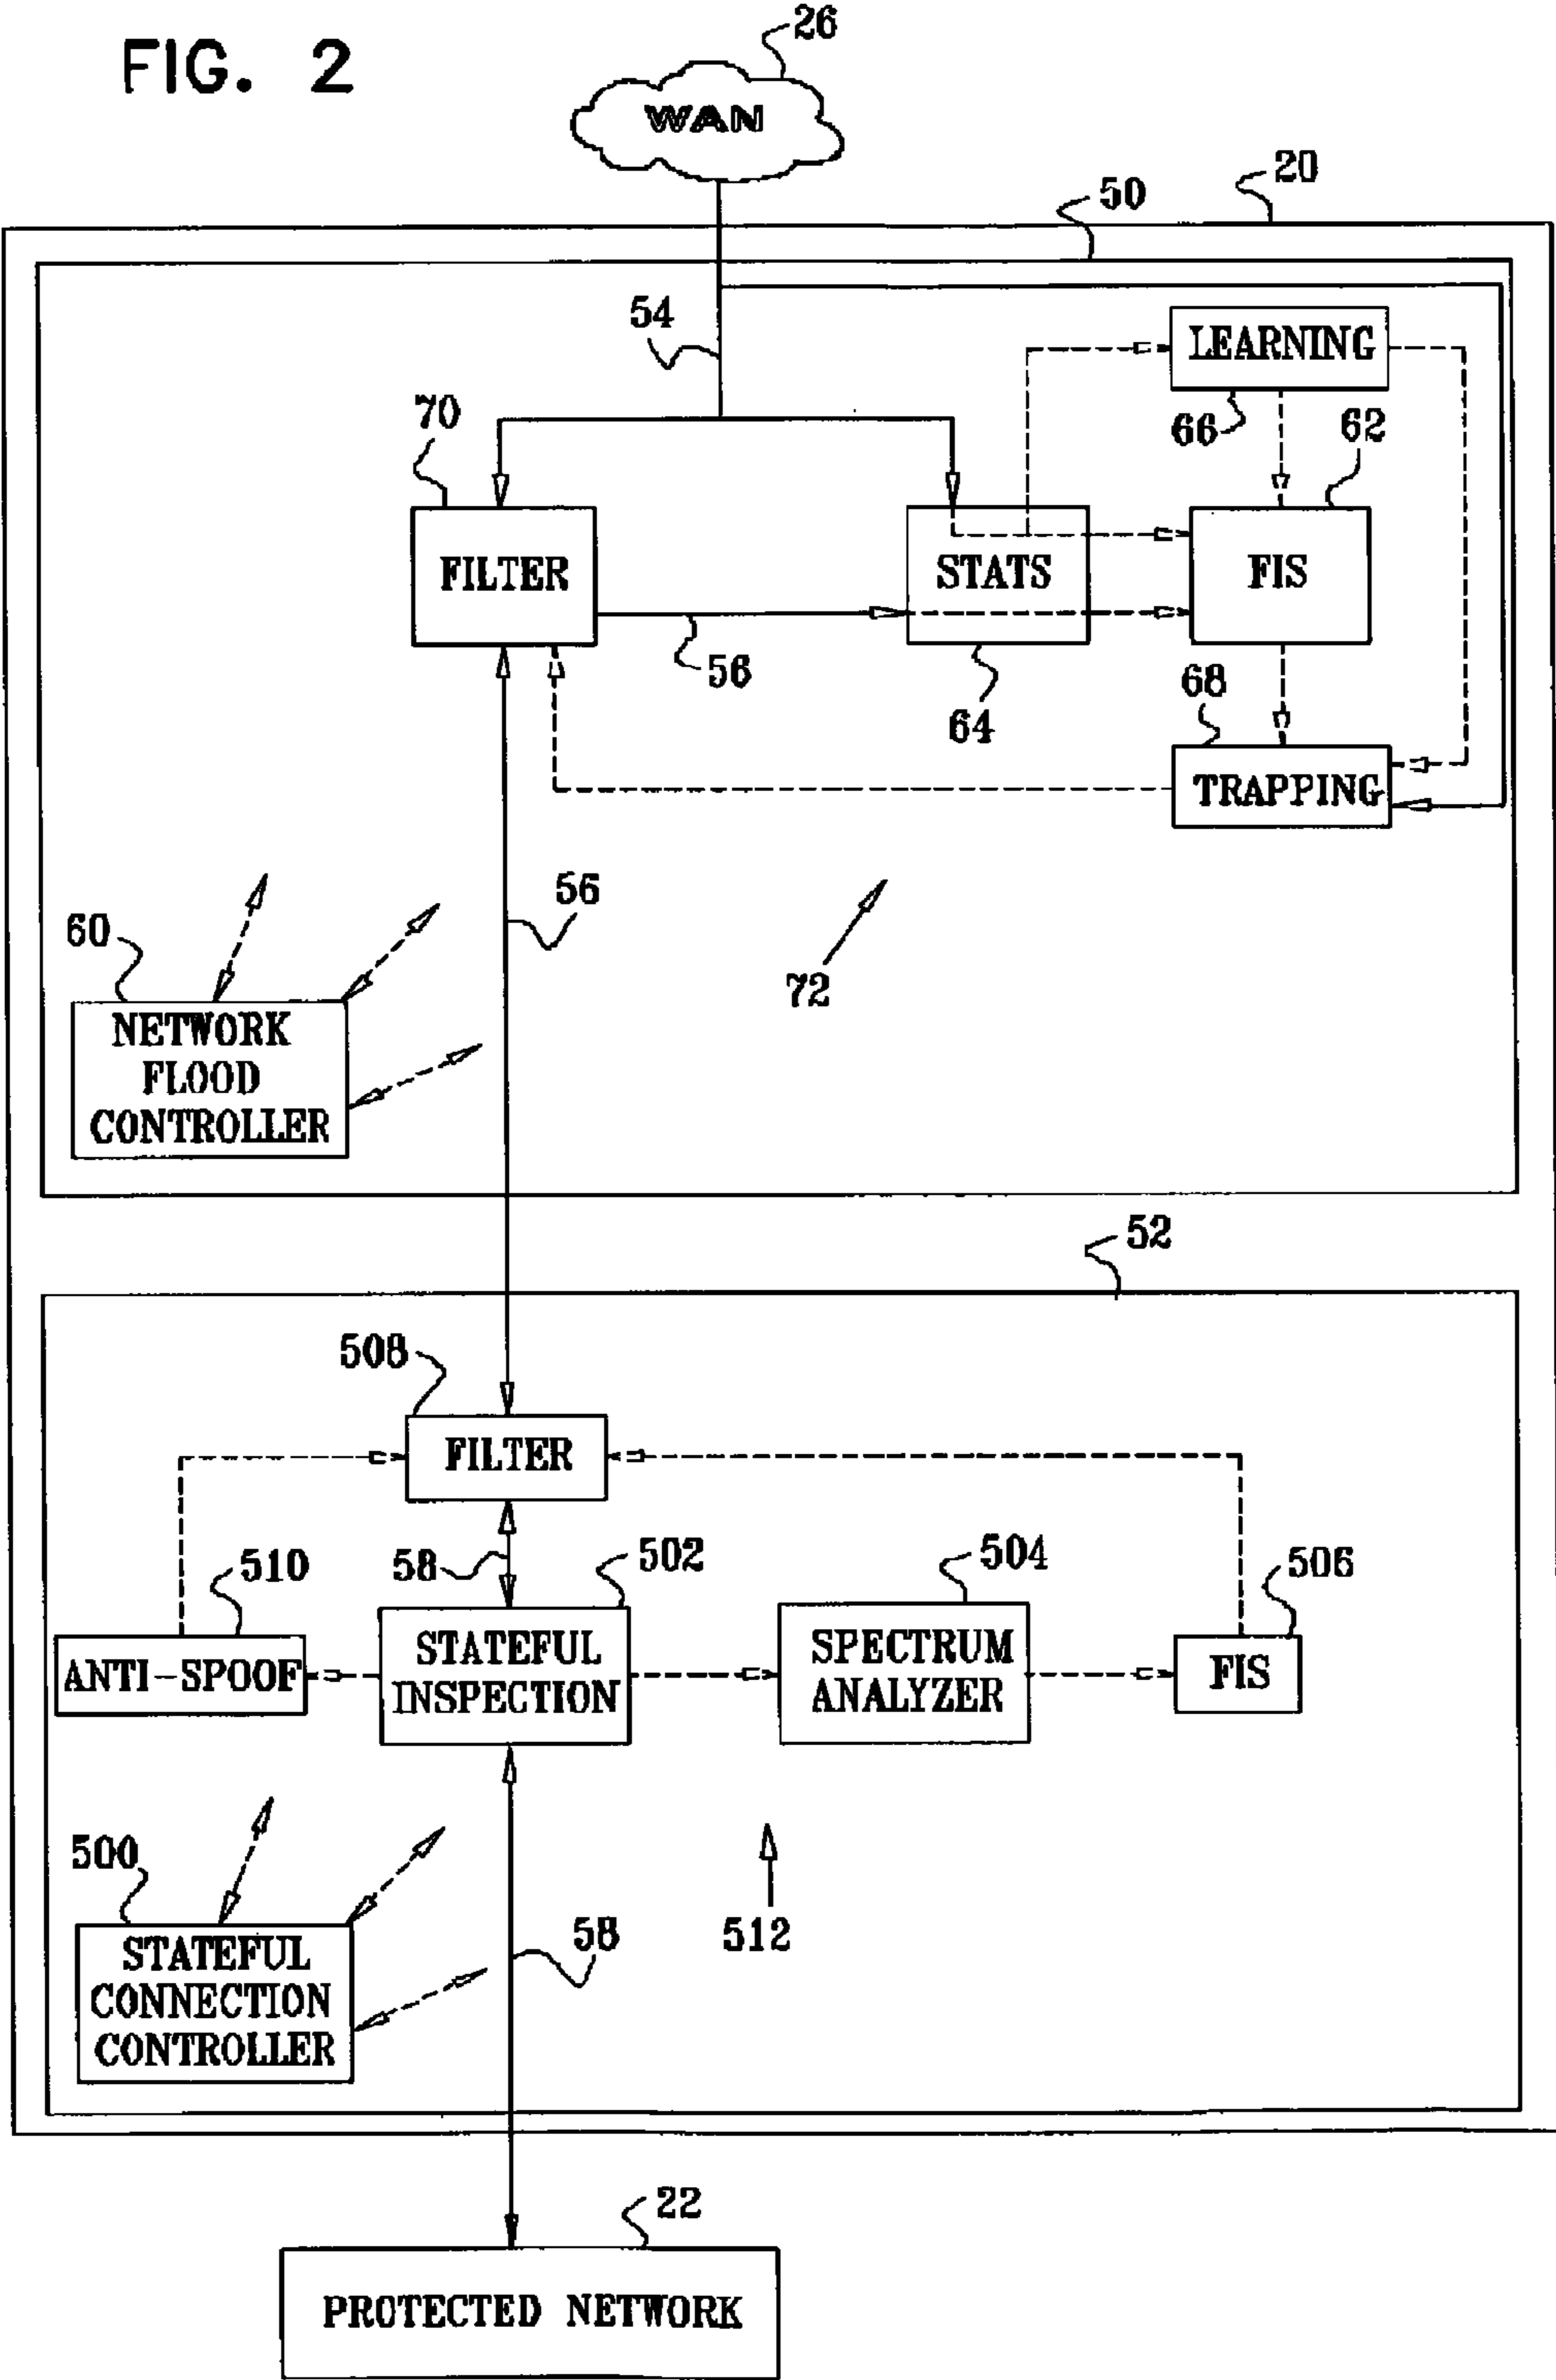 FIG. 2
26
WAN
20
50
54
LEARNING
70
66
62
FILTER
STATS
FIS
56
64
68
TRAPPING
56
60
72
NETWORK
FLOOD
CONTROLLER
52
508
FILTER
510
58
502
504
506
ANTI-SPOOF
STATEFUL
INSPECTION
SPECTRUM
ANALYZER
FIS
500
58
512
STATEFUL
CONNECTION
CONTROLLER
22
PROTECTED NETWORK